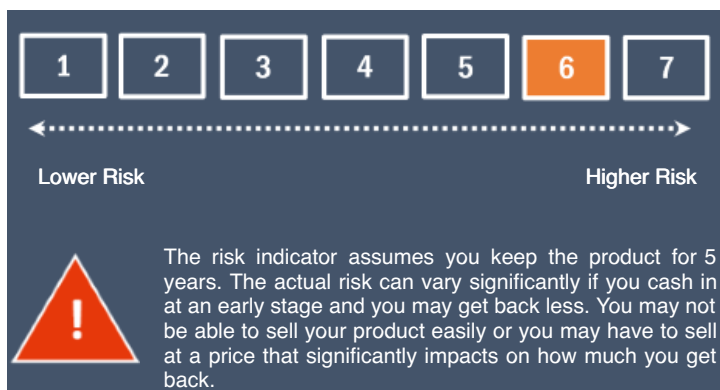 1 2 3 4 5 6 7
Lower Risk Higher Risk
!
The risk indicator assumes you keep the product for 5
years. The actual risk can vary significantly if you cash in
at an early stage and you may get back less. You may not
be able to sell your product easily or you may have to sell
at a price that significantly impacts on how much you get
back.